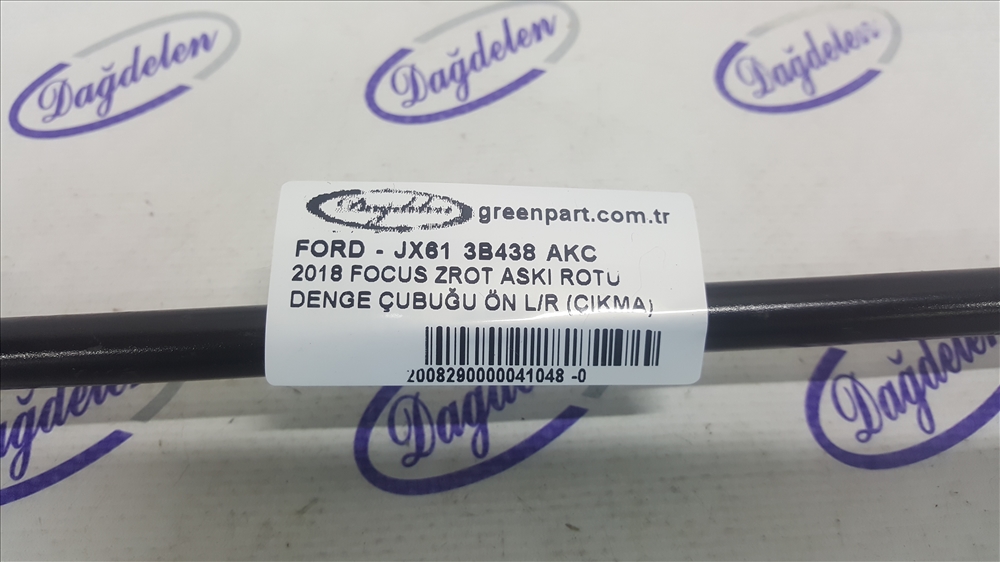 Dağdelen
Dağdelen
Dağdelen
Dağdelen greenpart.com.tr
FORD - JX61 3B438 AKC
2018 FOCUS ZROT ASKI ROTU
DENGE ÇUBUĞU ÖN L/R (ÇIKMA)
2008290000041048 -0
Dağdelen
Dağdelen
Dağdelen